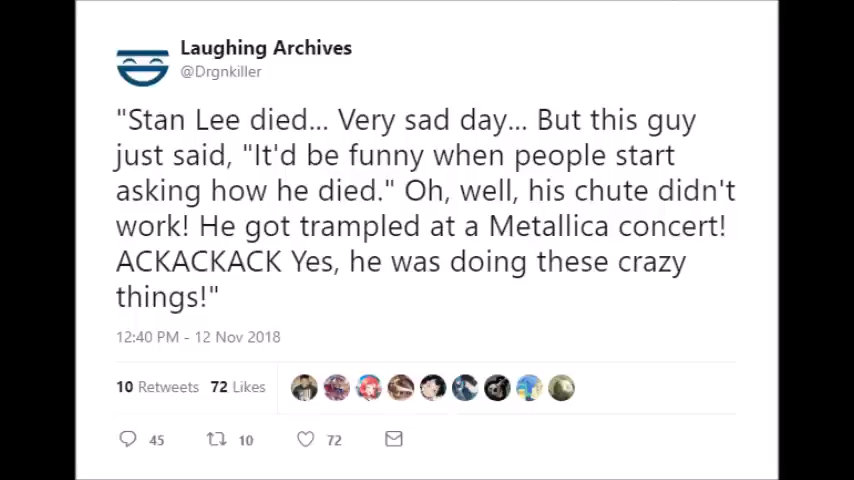 Laughing Archives
@Drgnkiller
"Stan Lee died... Very sad day... But this guy
just said, "It'd be funny when people start
asking how he died." Oh, well, his chute didn't
work! He got trampled at a Metallica concert!
ACKACKACK Yes, he was doing these crazy
things!"
12:40 PM - 12 Nov 2018
10 Retweets 72 Likes
45 10 72